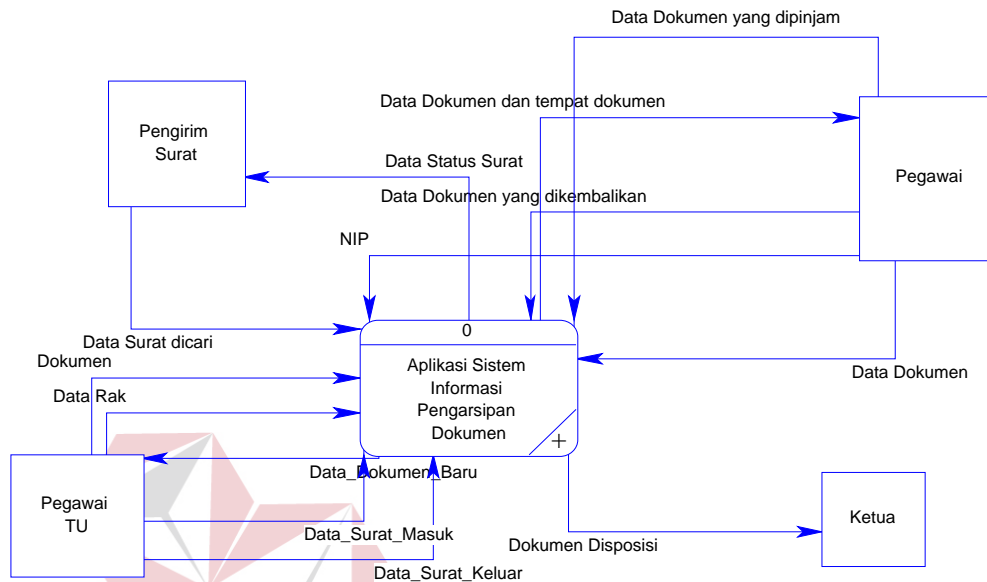 Data Dokumen yang dipinjam
Data Dokumen dan tempat dokumen
Pengirim
Surat
Data Status Surat
Pegawai
Data Dokumen yang dikembalikan
NIP
0
Data Surat dicari
Dokumen
Aplikasi Sistem
Informasi
Pengarsipan
Dokumen
+
Data Dokumen
Data Rak
Data_Dokumen_Baru
Pegawai
TU
Ketua
Data_Surat_Masuk
Dokumen Disposisi
Data_Surat_Keluar